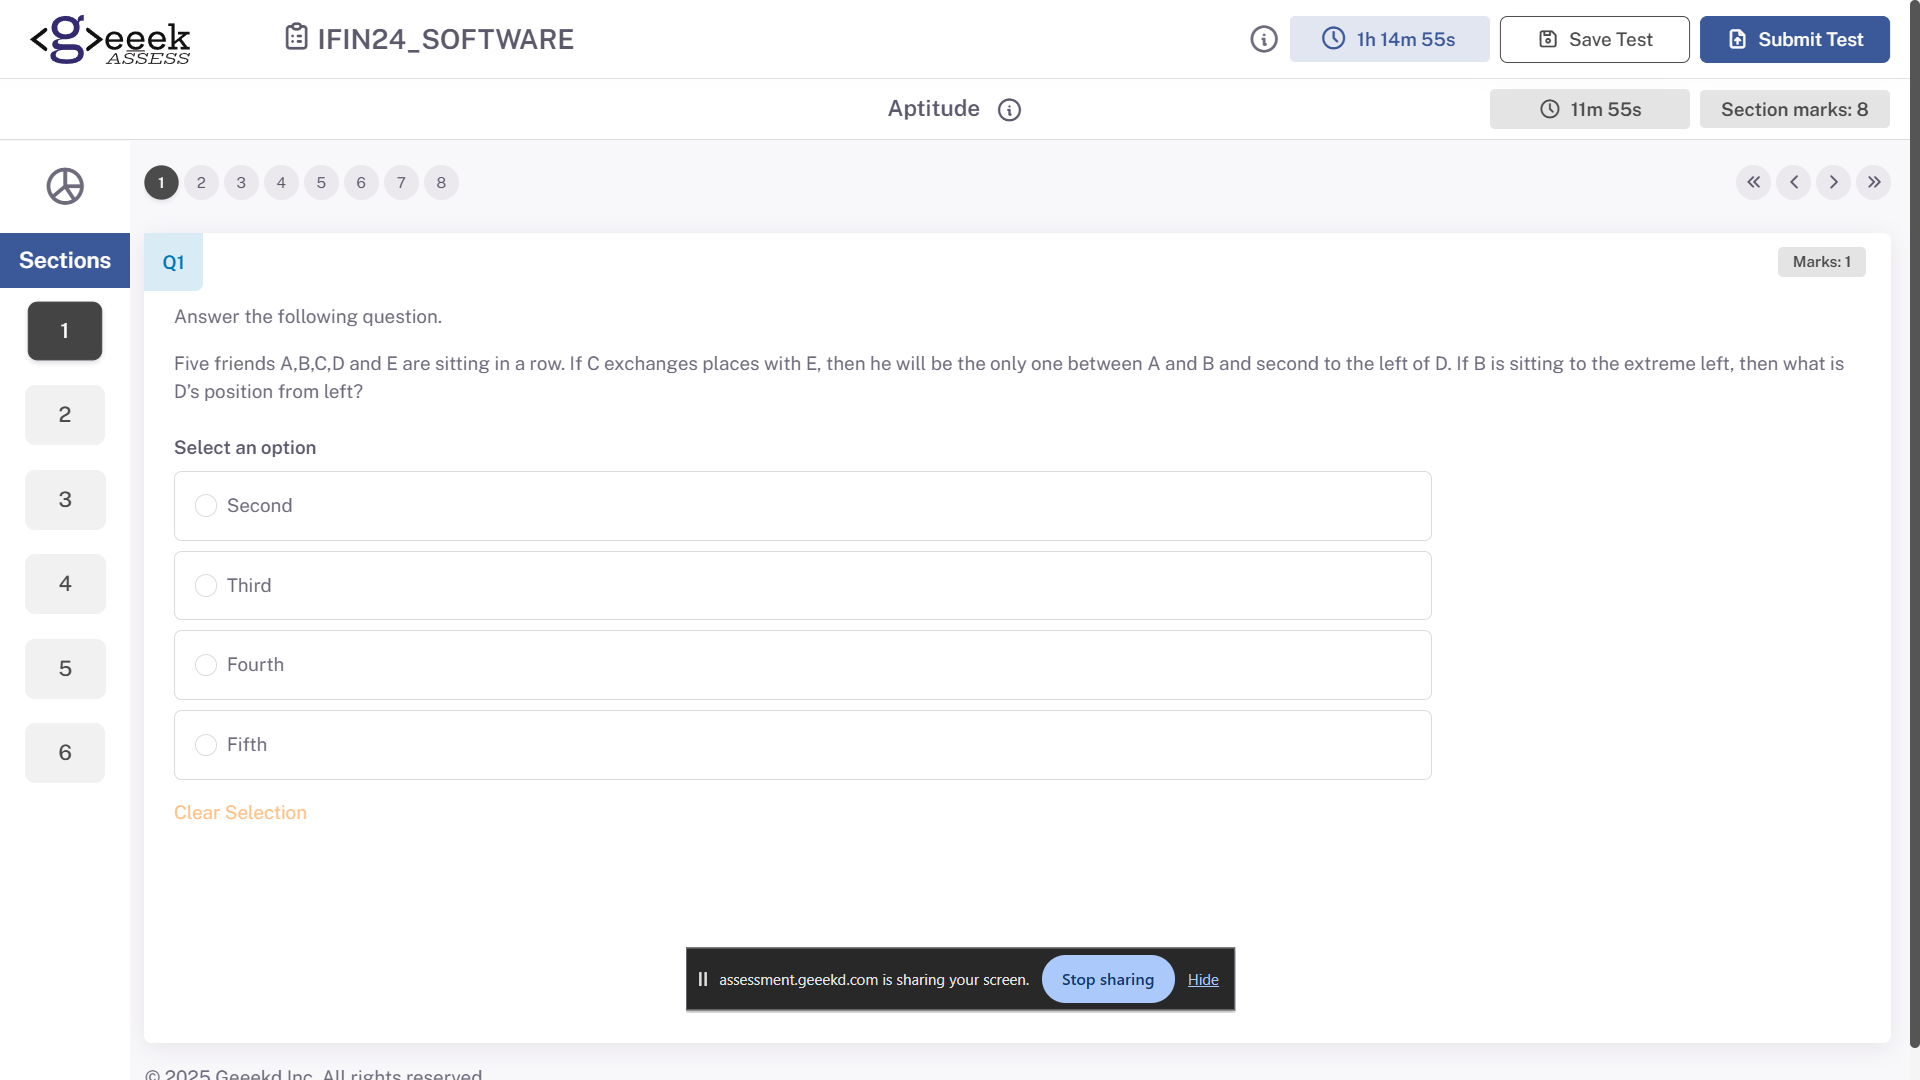 <g>eeek
ASSESS
IFIN24_SOFTWARE
1h 14m 55s
Save Test
Submit Test
Aptitude
11m 55s
Section marks: 8
1 2 3 4 5 6 7 8
Sections
1
2
3
4
5
6
Q1
Marks: 1
Answer the following question.
Five friends A,B,C,D and E are sitting in a row. If C exchanges places with E, then he will be the only one between A and B and second to the left of D. If B is sitting to the extreme left, then what is
D’s position from left?
Select an option
Second
Third
Fourth
Fifth
Clear Selection
assessment.geeekd.com is sharing your screen.
Stop sharing
Hide
© 2025 Geeekd Inc. All rights reserved